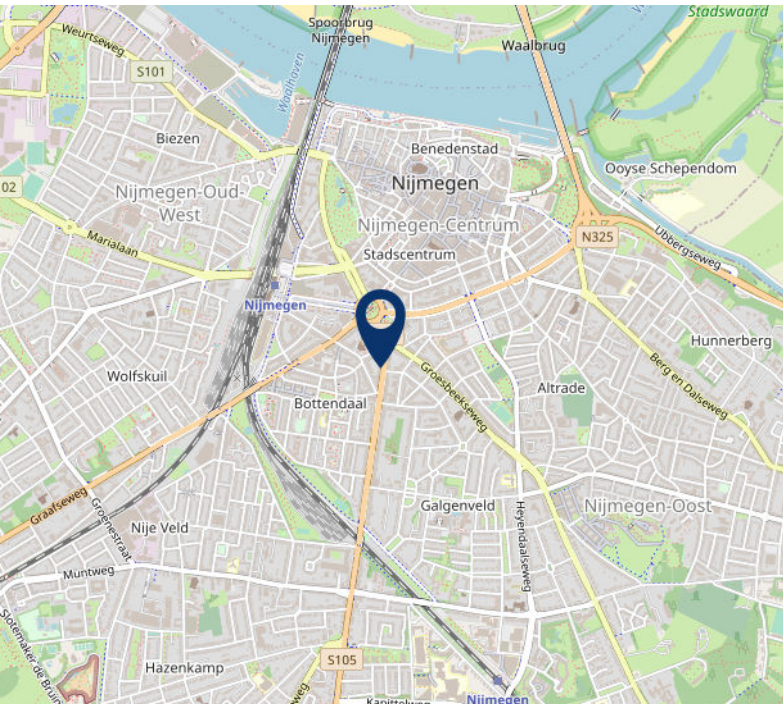 Stadswaard
Spoorbrug
Nijmegen
Weurtseweg
Waalbrug
S101
Waalhaven
Biezen
Benedenstad
Ooyse Schependom
Nijmegen
02
Nijmegen-Oud-
West
Nijmegen-Centrum
Marialaan
N325
Ubbergseweg
Stadscentrum
Nijmegen
Hunnerberg
Wolfskuil
Groesbeekseweg
Altrade
Berg en Dalseweg
Bottendaal
Graafseweg
Galgenveld
Nijmegen-Oost
Groenestraat
Nije Veld
Heyendaalseweg
Muntweg
Slotemaker de Bruin
S105
Hazenkamp
weg
Kapittelweg
Nijmegen